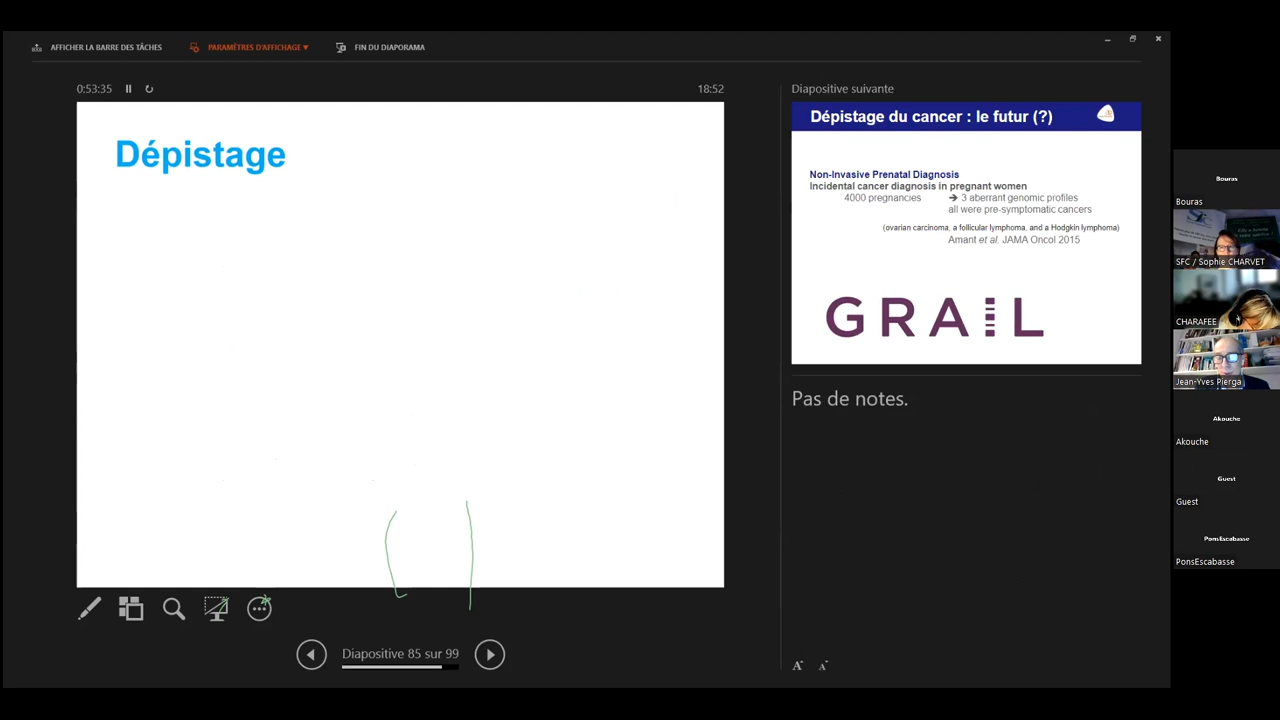 AFFICHER LA BARRE DES TÂCHES
PARAMÈTRES D'AFFICHAGE ▼
FIN DU DIAPORAMA
0:53:35
18:52
Dépistage
Diapositive 85 sur 99
Diapositive suivante
Dépistage du cancer : le futur (?)
Non-Invasive Prenatal Diagnosis
Incidental cancer diagnosis in pregnant women
4000 pregnancies ➔ 3 aberrant genomic profiles
all were pre-symptomatic cancers
(ovarian carcinoma, a follicular lymphoma, and a Hodgkin lymphoma)
Amant et al. JAMA Oncol 2015
GRAIL
Pas de notes.
A A
Bouras
Bouras
SFC / Sophie CHARVET
CHARAFEE
Jean-Yves Pierga
Akouche
Akouche
Guest
Guest
PonsEscabasse
PonsEscabasse